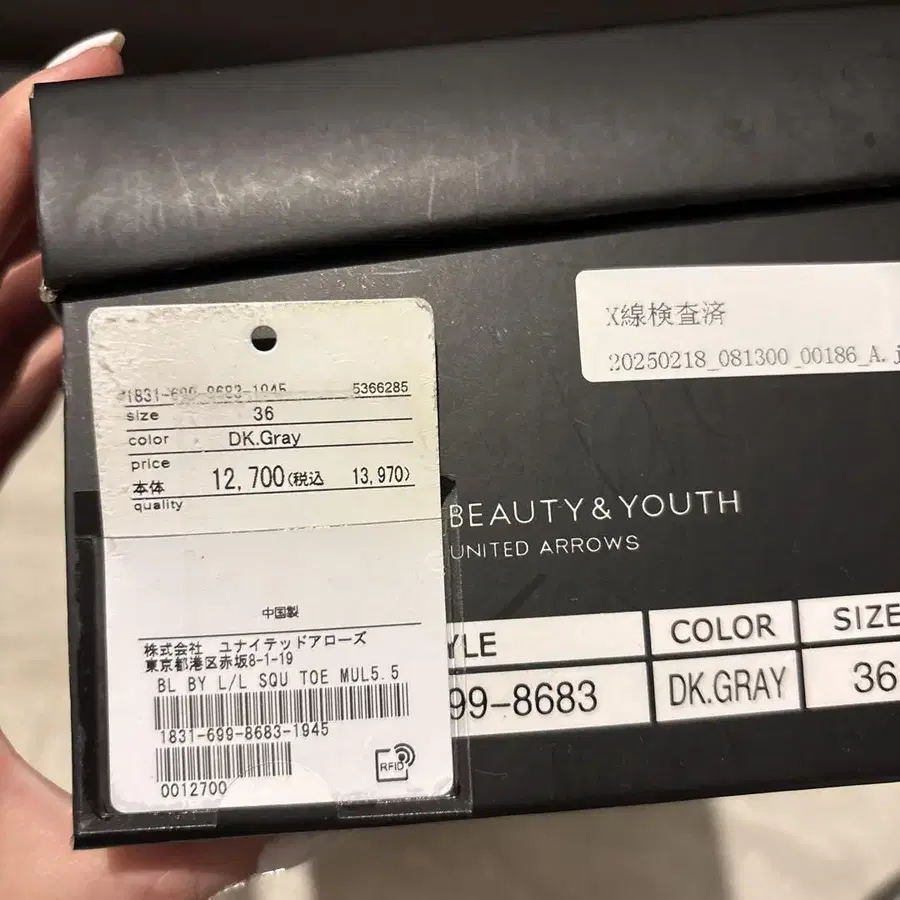 1831-699-8683-1945 5366285
size 36
color DK.Gray
price
本体 12,700(税込 13,970)
quality
中国製
株式会社 ユナイテッドアローズ
東京都港区赤坂8-1-19
BL BY L/L SQU TOE MUL5.5
1831-699-8683-1945
RFID
0012700
X線検査済
20250218_081300_00186_A.j
BEAUTY&YOUTH
UNITED ARROWS
YLE COLOR SIZE
99-8683 DK.GRAY 36